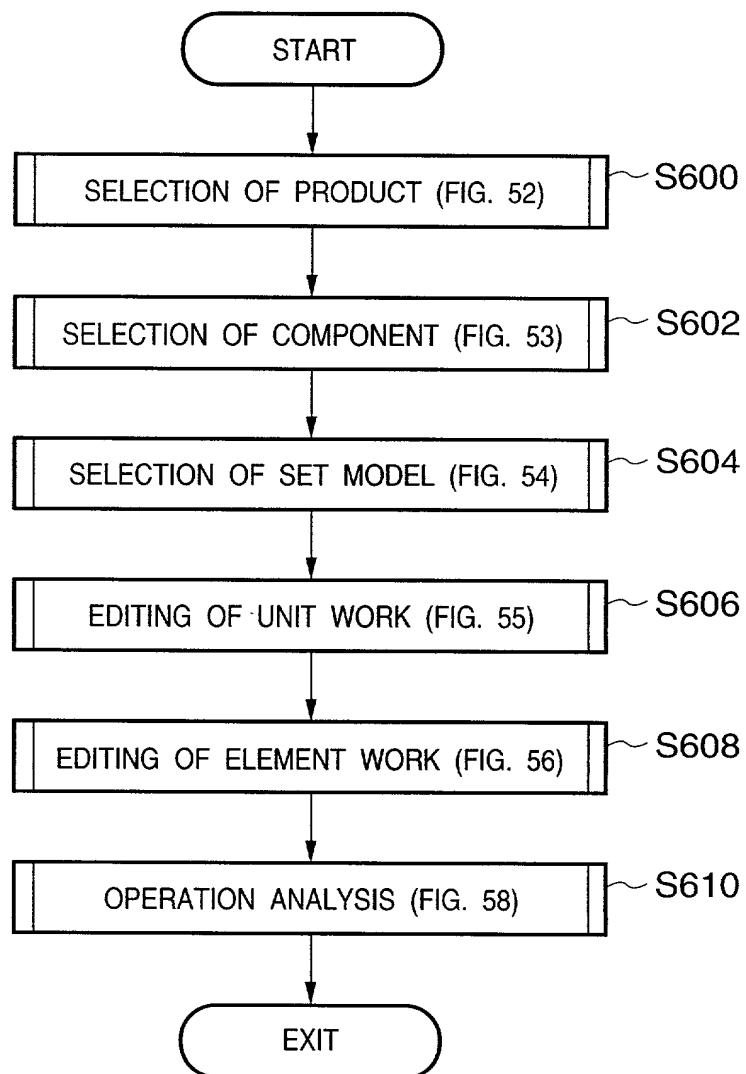 START
SELECTION OF PRODUCT (FIG. 52)
S600
SELECTION OF COMPONENT (FIG. 53)
S602
SELECTION OF SET MODEL (FIG. 54)
S604
EDITING OF UNIT WORK (FIG. 55)
S606
EDITING OF ELEMENT WORK (FIG. 56)
S608
OPERATION ANALYSIS (FIG. 58)
S610
EXIT